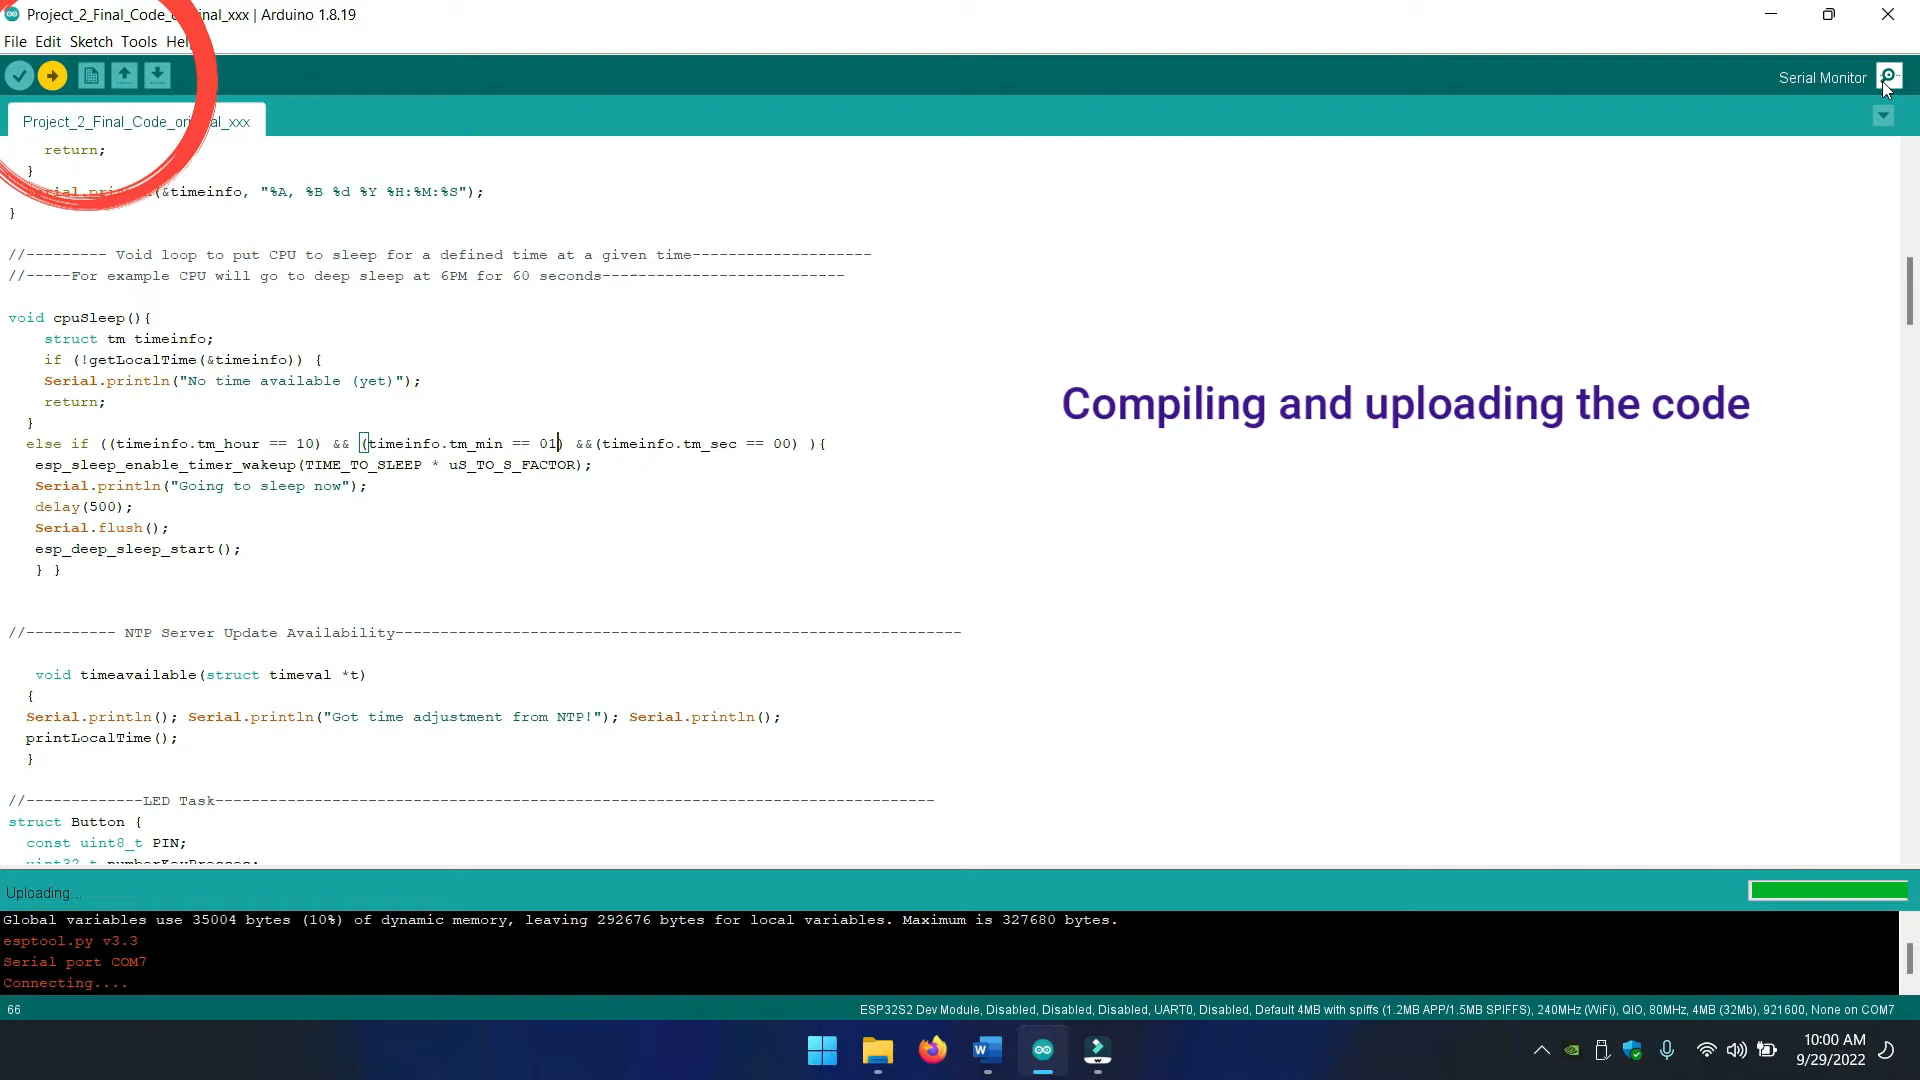 Project_2_Final_Code_original_xxx | Arduino 1.8.19
File Edit Sketch Tools Help
Serial Monitor
Project_2_Final_Code_original_xxx
return;
}
(&timeinfo, "%A, %B %d %Y %H:%M:%S");
}
//--------- Void loop to put CPU to sleep for a defined time at a given time--------------------
//-----For example CPU will go to deep sleep at 6PM for 60 seconds---------------------------
void cpuSleep(){
struct tm timeinfo;
if (!getLocalTime(&timeinfo)) {
Serial.println("No time available (yet)");
return;
}
else if ((timeinfo.tm_hour == 10) && (timeinfo.tm_min == 01) &&(timeinfo.tm_sec == 00) ){
esp_sleep_enable_timer_wakeup(TIME_TO_SLEEP * uS_TO_S_FACTOR);
Serial.println("Going to sleep now");
delay(500);
Serial.flush();
esp_deep_sleep_start();
} }
Compiling and uploading the code
//---------- NTP Server Update Availability---------------------------------------------------------------
void timeavailable(struct timeval *t)
{
Serial.println(); Serial.println("Got time adjustment from NTP!"); Serial.println();
printLocalTime();
}
//-------------LED Task--------------------------------------------------------------------------------
struct Button {
const uint8_t PIN;
uint32_t numberKeyPresses;
Uploading...
Global variables use 35004 bytes (10%) of dynamic memory, leaving 292676 bytes for local variables. Maximum is 327680 bytes.
esptool.py v3.3
Serial port COM7
Connecting....
66
ESP32S2 Dev Module, Disabled, Disabled, Disabled, UART0, Disabled, Default 4MB with spiffs (1.2MB APP/1.5MB SPIFFS), 240MHz (WiFi), QIO, 80MHz, 4MB (32Mb), 921600, None on COM7
10:00 AM
9/29/2022